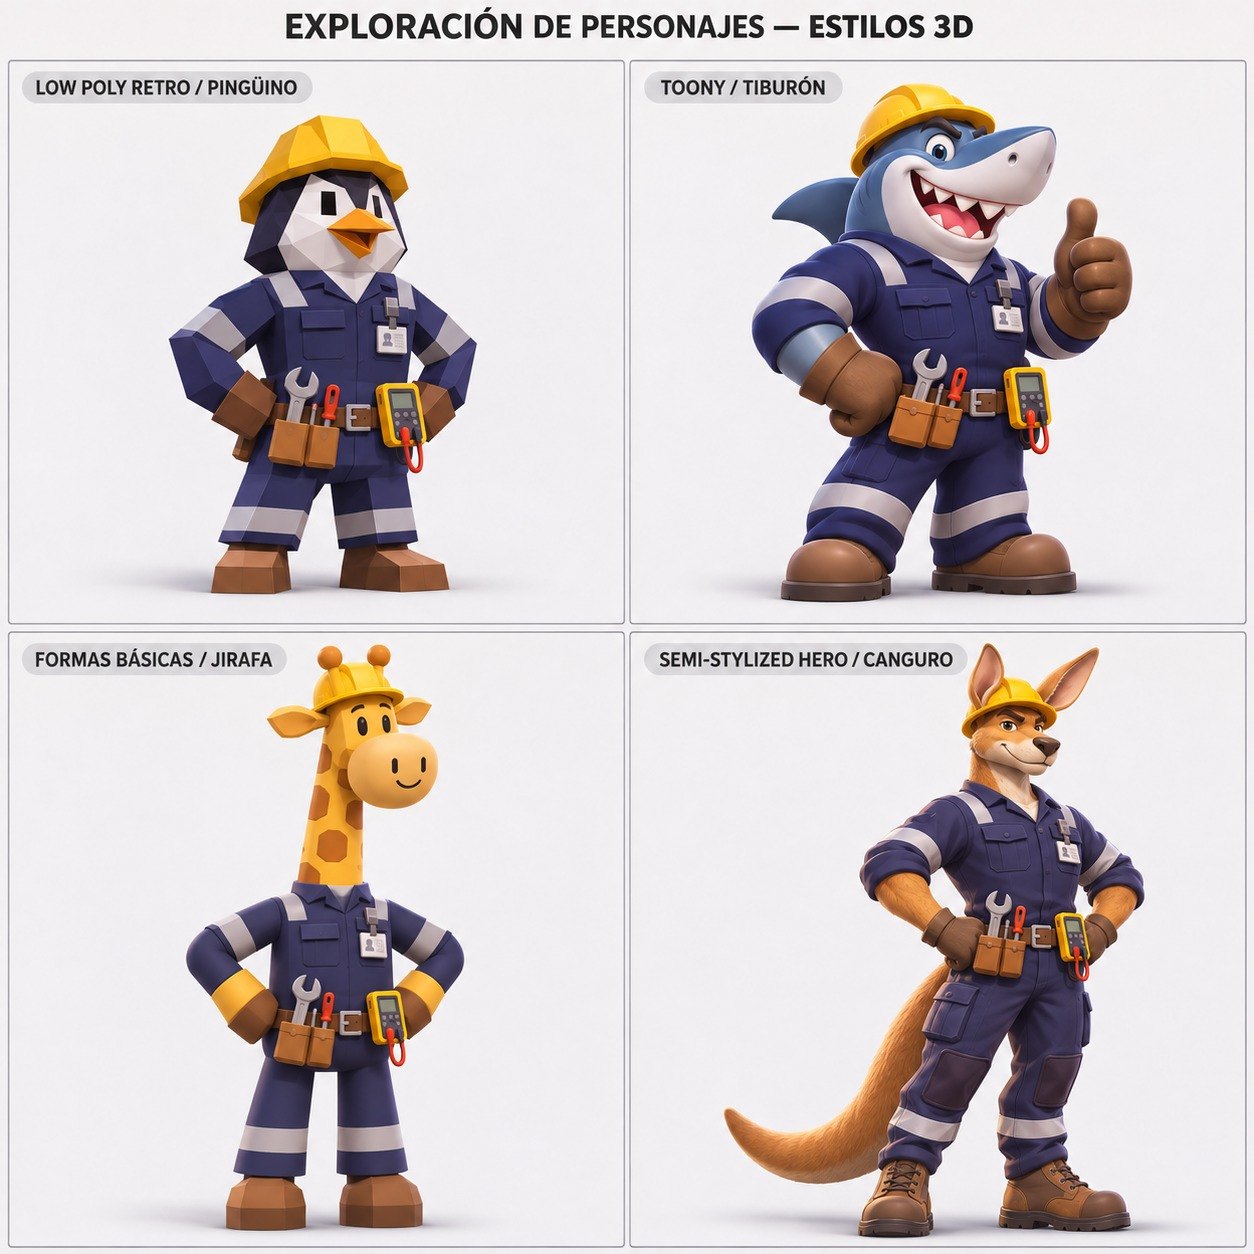 EXPLORACIÓN DE PERSONAJES — ESTILOS 3D
LOW POLY RETRO / PINGÜINO
TOONY / TIBURÓN
FORMAS BÁSICAS / JIRAFA
SEMI-STYLIZED HERO / CANGURO